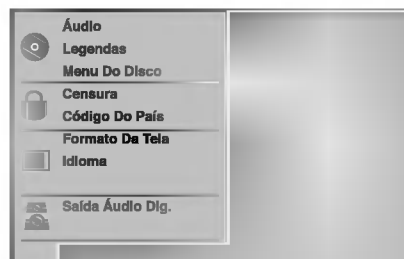 Áudio
Legendas
Menu Do Disco
Censura
Código Do País
Formato Da Tela
Idioma
Saída Áudio Dig.